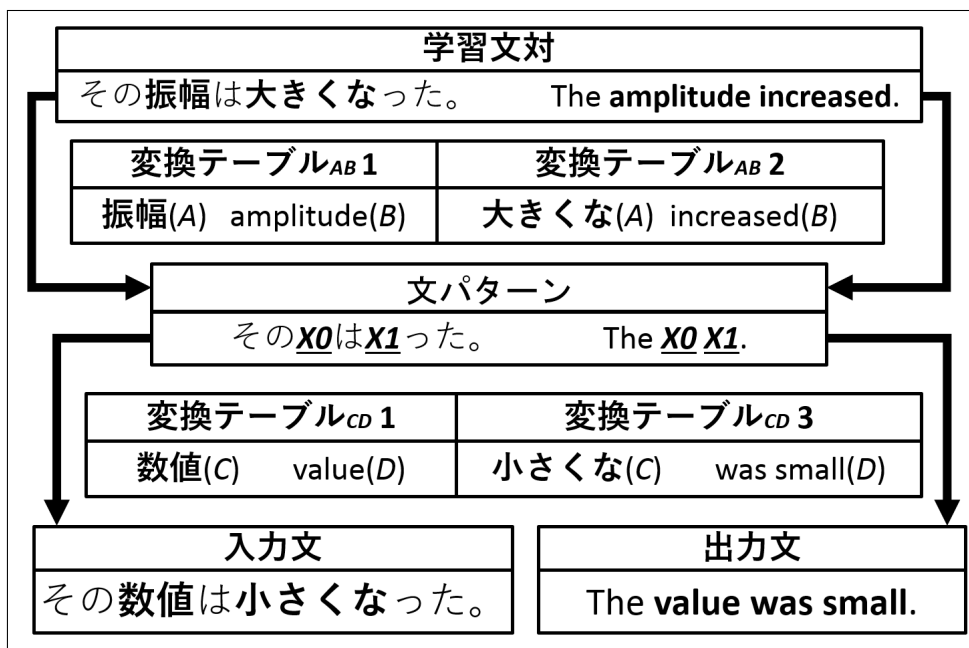 学習文対
その振幅は大きくなった。 The amplitude increased.
変換テーブルAB 1 変換テーブルAB 2
振幅(A) amplitude(B) 大きくな(A) increased(B)
文パターン
そのX0はX1った。 The X0 X1.
変換テーブルCD 1 変換テーブルCD 3
数値(C) value(D) 小さくな(C) was small(D)
入力文 出力文
その数値は小さくなった。 The value was small.